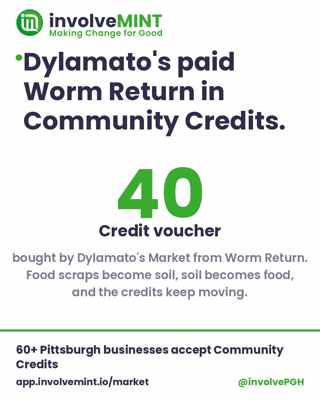 involveMINT
Making Change for Good
Dylamato's paid
Worm Return in
Community Credits.
40
Credit voucher
bought by Dylamato's Market from Worm Return.
Food scraps become soil, soil becomes food,
and the credits keep moving.
60+ Pittsburgh businesses accept Community
Credits
app.involvemint.io/market
@involvePGH